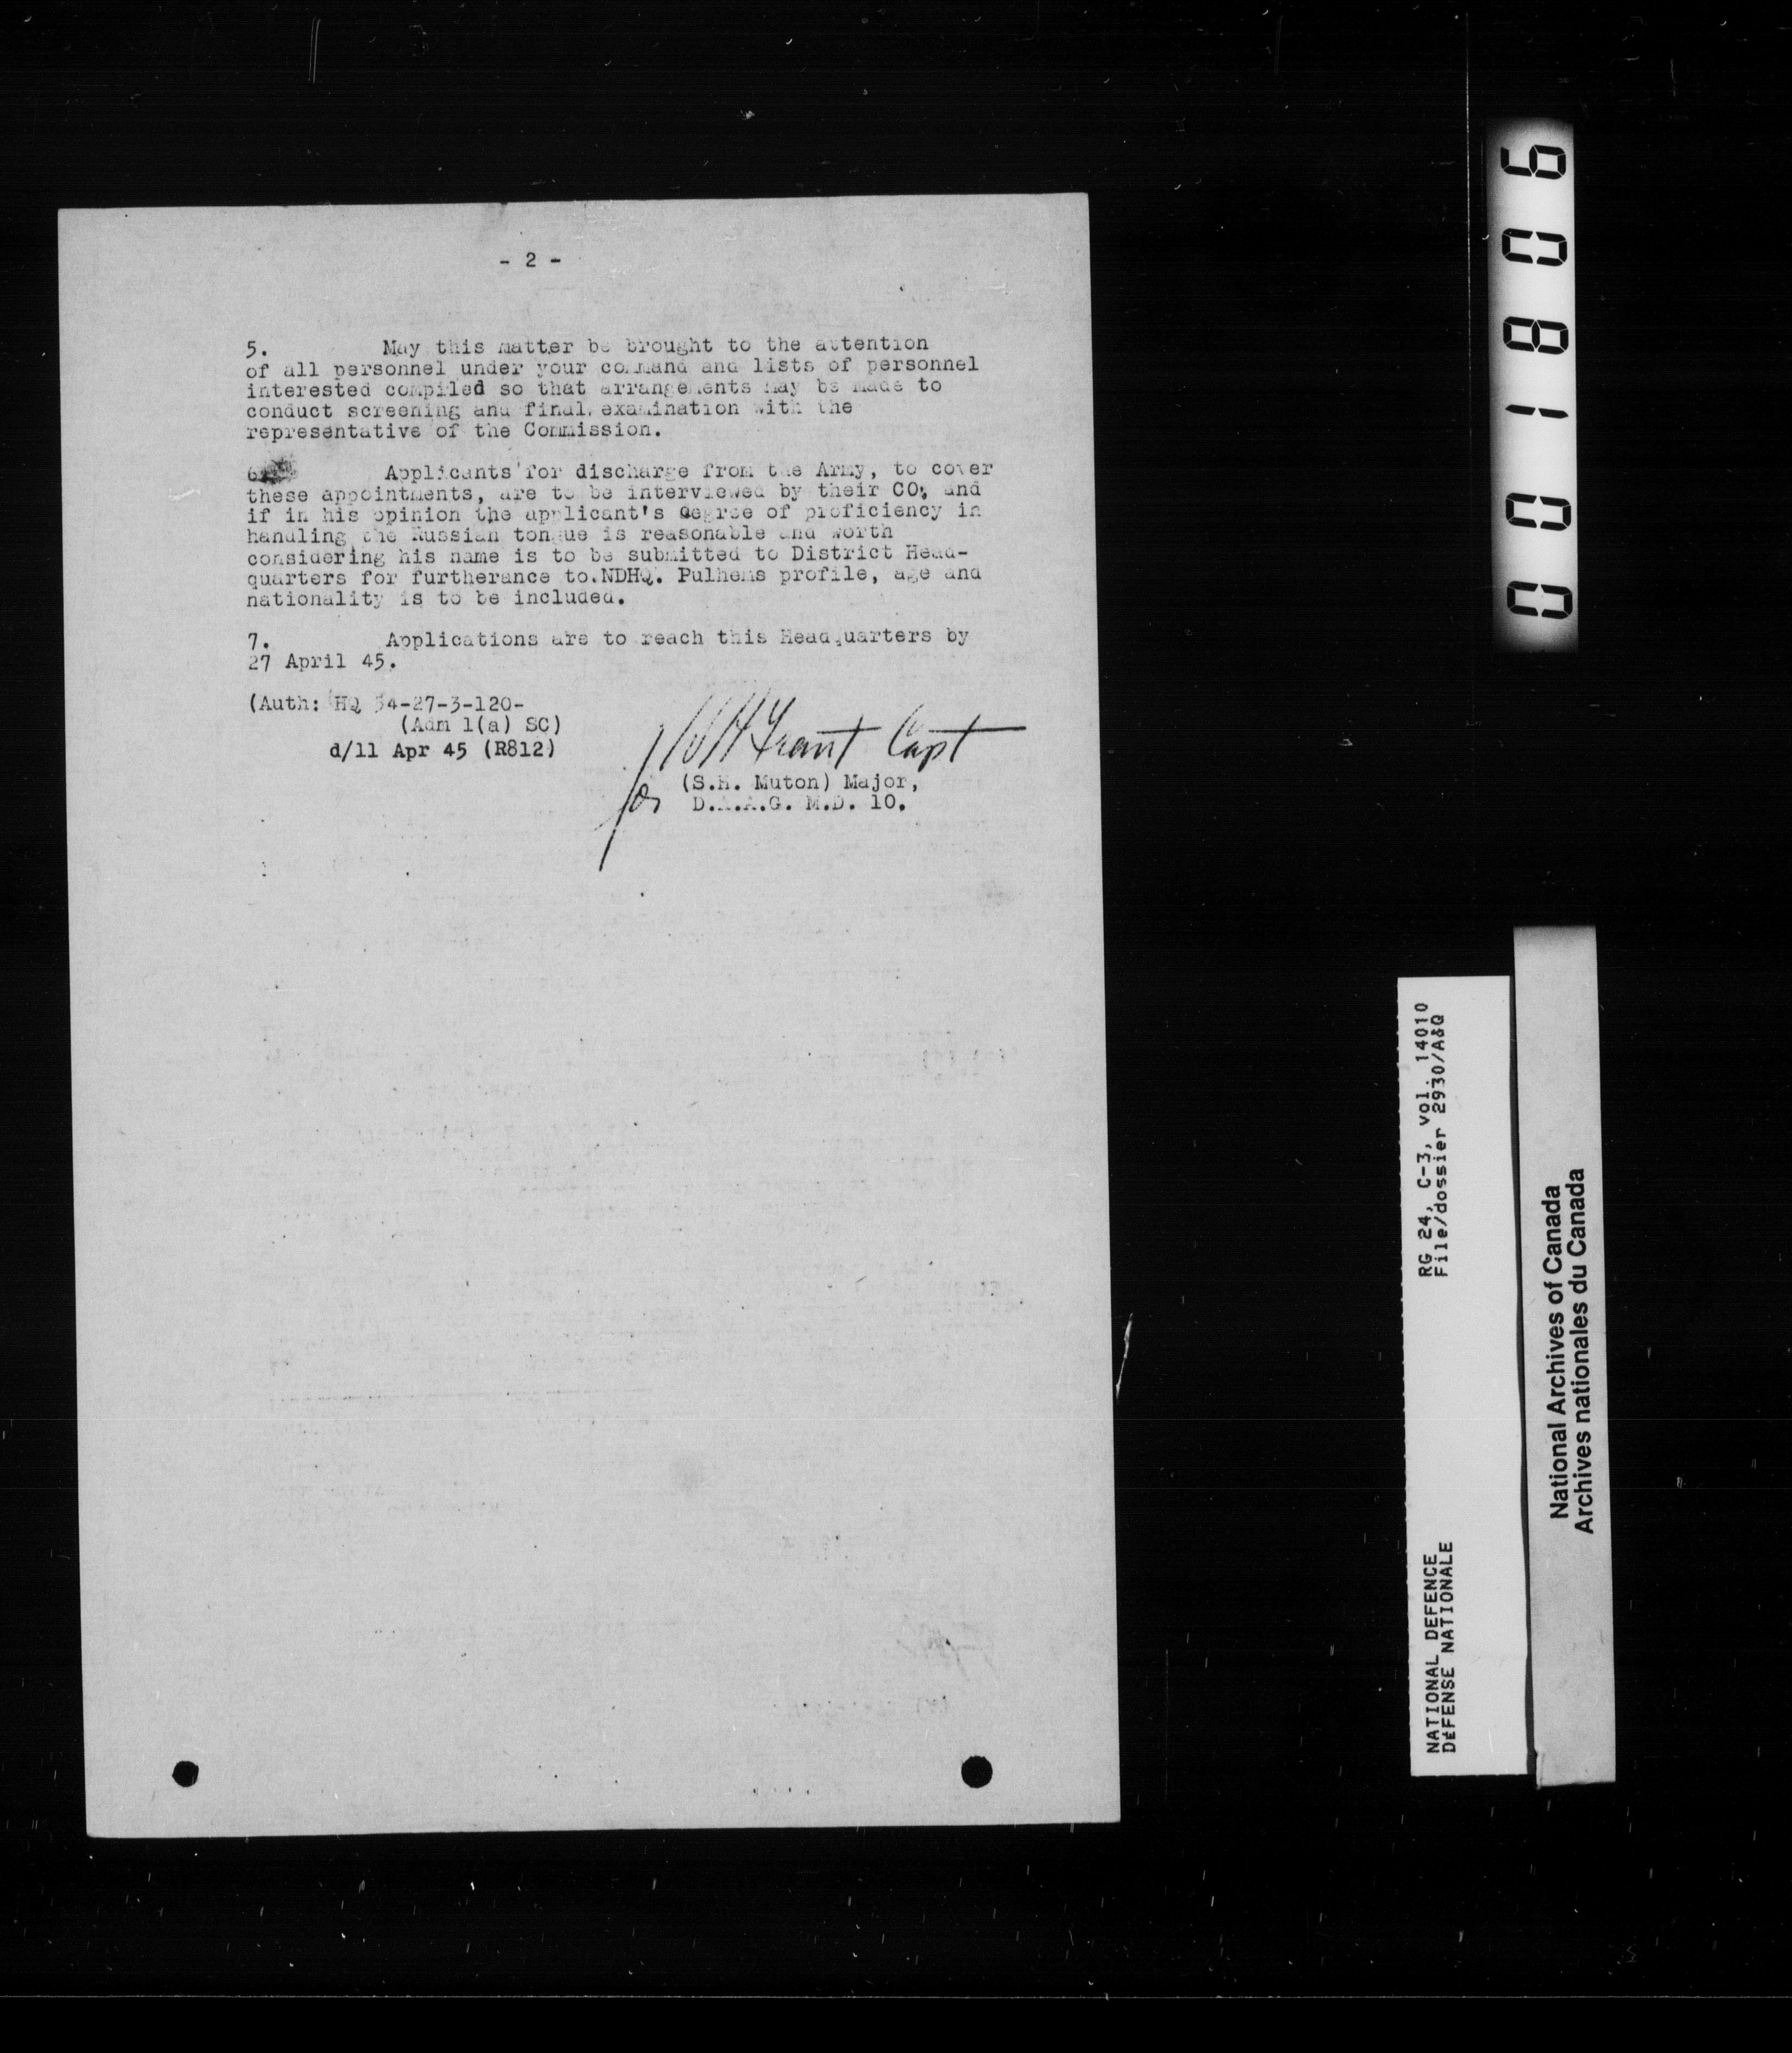 - 2 -
5. May this matter be brought to the attention
of all personnel under your command and lists of personnel
interested compiled so that arrangements may be made to
conduct screening and final examination with the
representative of the Commission.
6. Applicants for discharge from the Army, to cover
these appointments, are to be interviewed by their CO, and
if in his opinion the applicant's degree of proficiency in
handling the Russian tongue is reasonable and worth
considering his name is to be submitted to District Head-
quarters for furtherance to NDHQ. Pulhems profile, age and
nationality is to be included.
7. Applications are to reach this Headquarters by
27 April 45.
(Auth: HQ 54-27-3-120-
(Adm 1(a) SC)
d/11 Apr 45 (R812)
Grant Capt
for (S.H. Muton) Major,
D.A.A.G. M.D. 10.
001806
RG 24, C-3, vol. 14010
File/dossier 2930/A&Q
NATIONAL DEFENCE
DÉFENSE NATIONALE
National Archives of Canada
Archives nationales du Canada